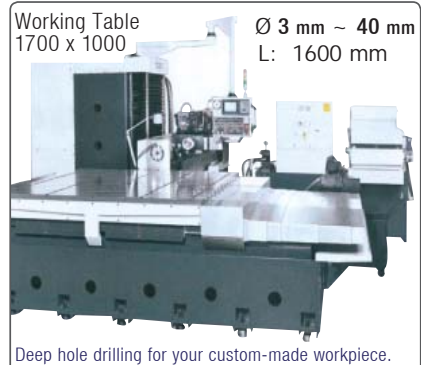 Working Table
1700 x 1000
Ø 3 mm ~ 40 mm
L: 1600 mm
Deep hole drilling for your custom-made workpiece.